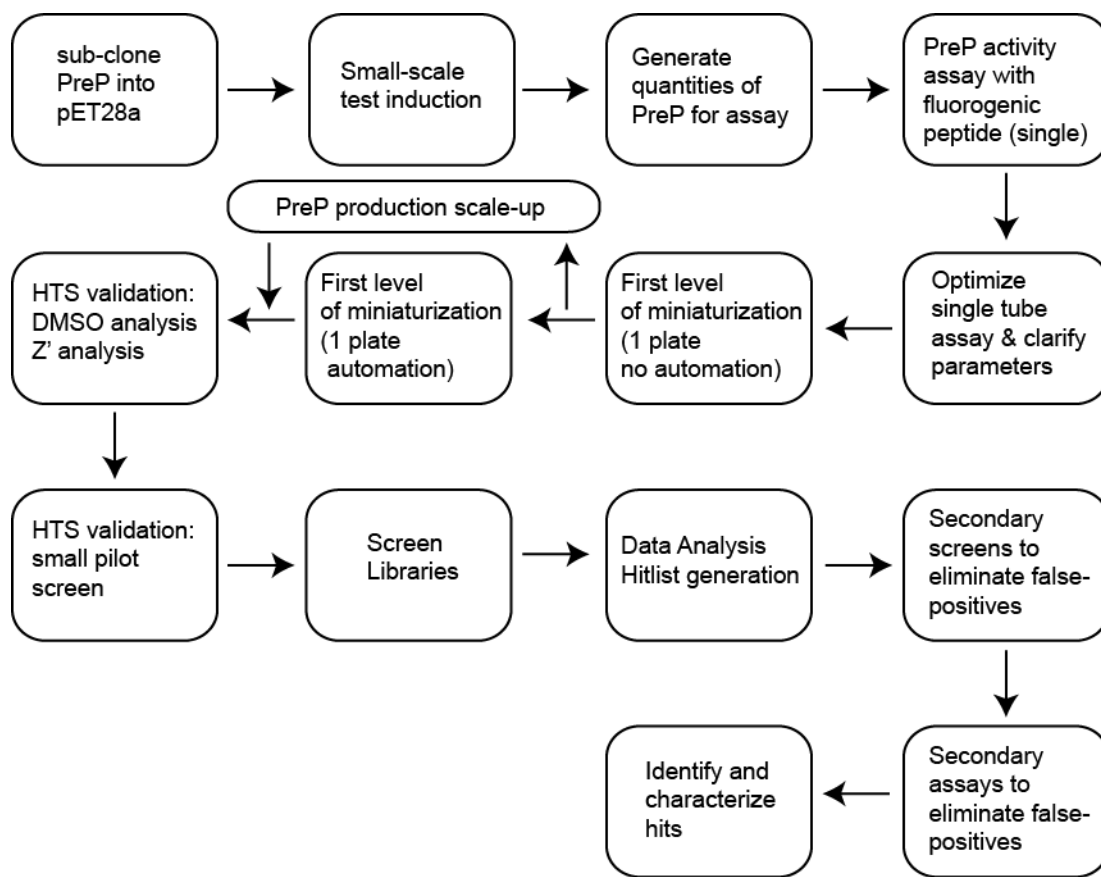 sub-clone
PreP into
pET28a
Small-scale
test induction
Generate
quantities of
PreP for assay
PreP activity
assay with
fluorogenic
peptide (single)
PreP production scale-up
Optimize
single tube
assay & clarify
parameters
First level
of miniaturization
(1 plate
no automation)
First level
of miniaturization
(1 plate
automation)
HTS validation:
DMSO analysis
Z' analysis
HTS validation:
small pilot
screen
Screen
Libraries
Data Analysis
Hitlist generation
Secondary
screens to
eliminate false-
positives
Secondary
assays to
eliminate false-
positives
Identify and
characterize
hits